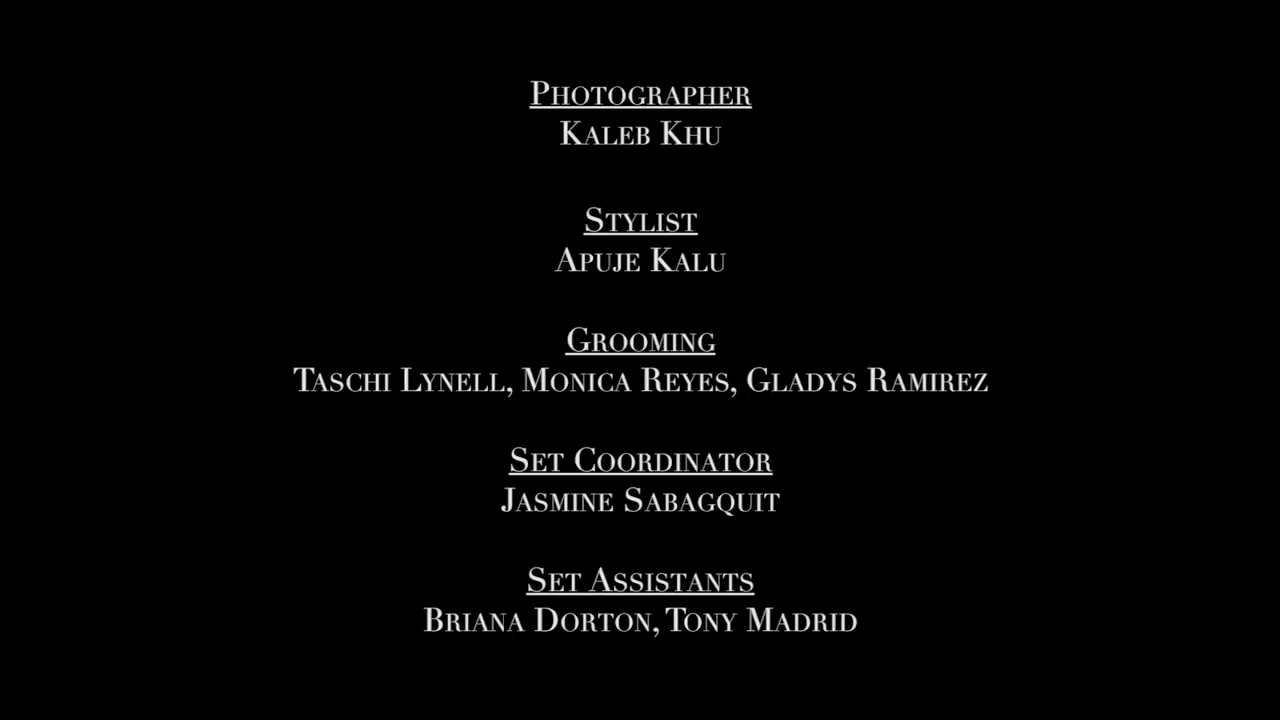 Photographer
Kaleb Khu
Stylist
Apuje Kalu
Grooming
Taschi Lynell, Monica Reyes, Gladys Ramirez
Set Coordinator
Jasmine Sabagquit
Set Assistants
Briana Dorton, Tony Madrid